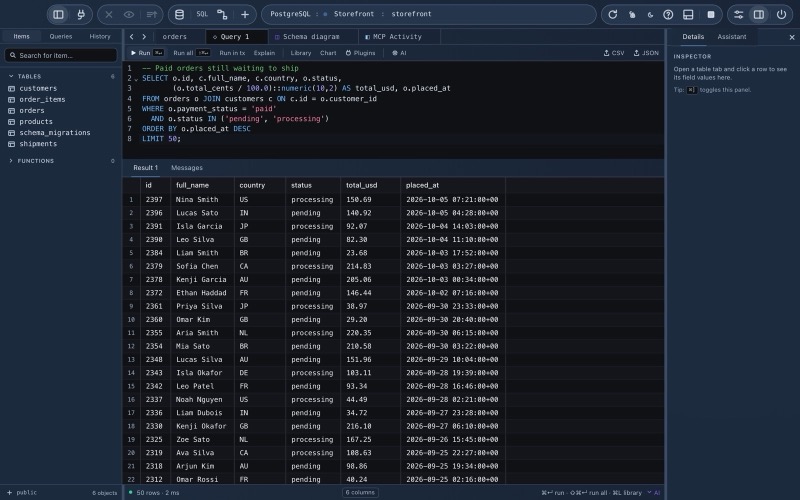 SQL
PostgreSQL : Storefront : storefront
Items Queries History
orders Query 1 Schema diagram MCP Activity
Details Assistant
Search for item...
Run Run all Run in tx Explain Library Chart Plugins AI CSV JSON
TABLES 6
customers
order_items
orders
products
schema_migrations
shipments
FUNCTIONS 0
1 -- Paid orders still waiting to ship
2 SELECT o.id, c.full_name, c.country, o.status,
3 (o.total_cents / 100.0)::numeric(10,2) AS total_usd, o.placed_at
4 FROM orders o JOIN customers c ON c.id = o.customer_id
5 WHERE o.payment_status = 'paid'
6 AND o.status IN ('pending', 'processing')
7 ORDER BY o.placed_at DESC
8 LIMIT 50;
INSPECTOR
Open a table tab and click a row to see
its field values here.
Tip: ⌘[ toggles this panel.
Result 1 Messages
id full_name country status total_usd placed_at
1 2397 Nina Smith US processing 150.69 2026-10-05 07:21:00+00
2 2396 Lucas Sato IN pending 140.92 2026-10-05 04:28:00+00
3 2391 Isla Garcia JP processing 92.07 2026-10-04 14:03:00+00
4 2390 Leo Silva GB pending 82.30 2026-10-04 11:10:00+00
5 2384 Liam Smith BR pending 23.68 2026-10-03 17:52:00+00
6 2379 Sofia Chen CA processing 214.83 2026-10-03 03:27:00+00
7 2378 Kenji Garcia AU pending 205.06 2026-10-03 00:34:00+00
8 2372 Ethan Haddad FR pending 146.44 2026-10-02 07:16:00+00
9 2361 Priya Silva JP processing 38.97 2026-09-30 23:33:00+00
10 2360 Omar Kim GB pending 29.20 2026-09-30 20:40:00+00
11 2355 Aria Smith NL processing 220.35 2026-09-30 06:15:00+00
12 2354 Mia Sato BR pending 210.58 2026-09-30 03:22:00+00
13 2348 Lucas Silva AU pending 151.96 2026-09-29 10:04:00+00
14 2343 Isla Okafor DE processing 103.11 2026-09-28 19:39:00+00
15 2342 Leo Patel FR pending 93.34 2026-09-28 16:46:00+00
16 2337 Noah Nguyen US processing 44.49 2026-09-28 02:21:00+00
17 2336 Liam Dubois IN pending 34.72 2026-09-27 23:28:00+00
18 2330 Kenji Okafor GB pending 216.10 2026-09-27 06:10:00+00
19 2325 Zoe Sato NL processing 167.25 2026-09-26 15:45:00+00
20 2319 Ava Silva CA processing 108.63 2026-09-25 22:27:00+00
21 2318 Arjun Kim AU pending 98.86 2026-09-25 19:34:00+00
22 2312 Omar Rossi FR pending 40.24 2026-09-25 02:16:00+00
public 6 objects 50 rows · 2 ms 6 columns ⌘↵ run · ⇧⌘↵ run all · ⌘L library AI